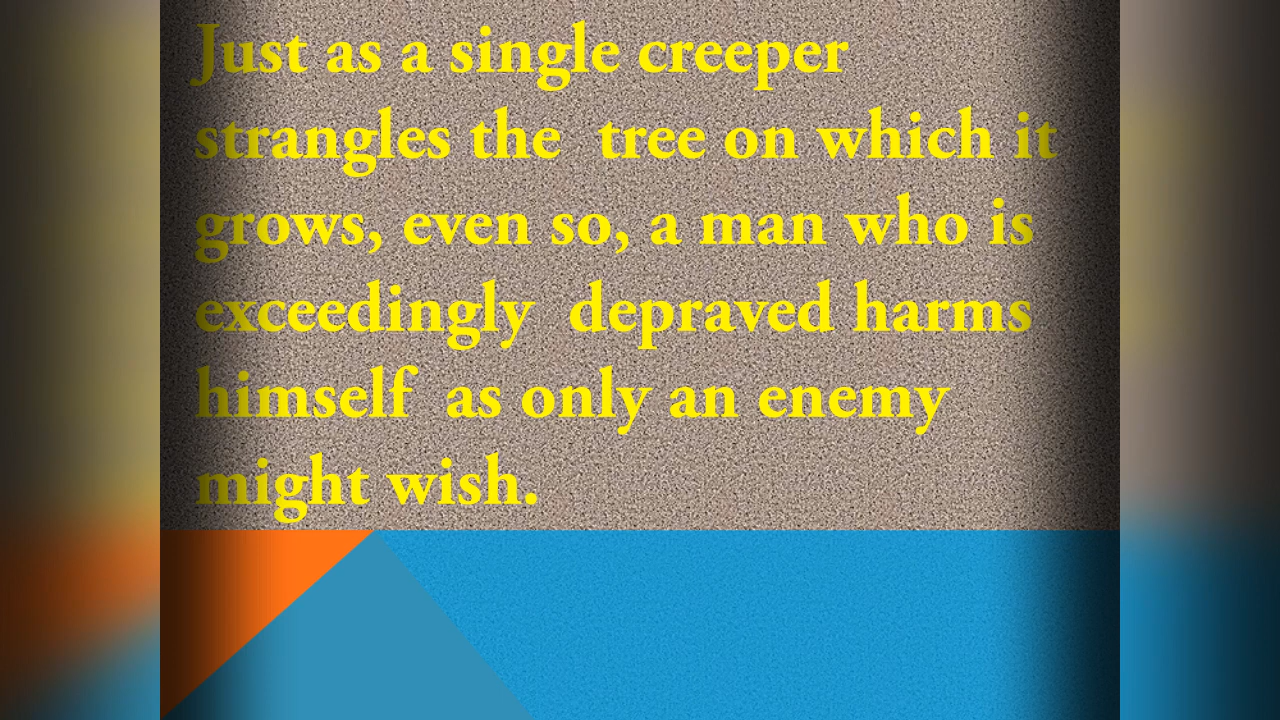 Just as a single creeper
strangles the tree on which it
grows, even so, a man who is
exceedingly depraved harms
himself as only an enemy
might wish.